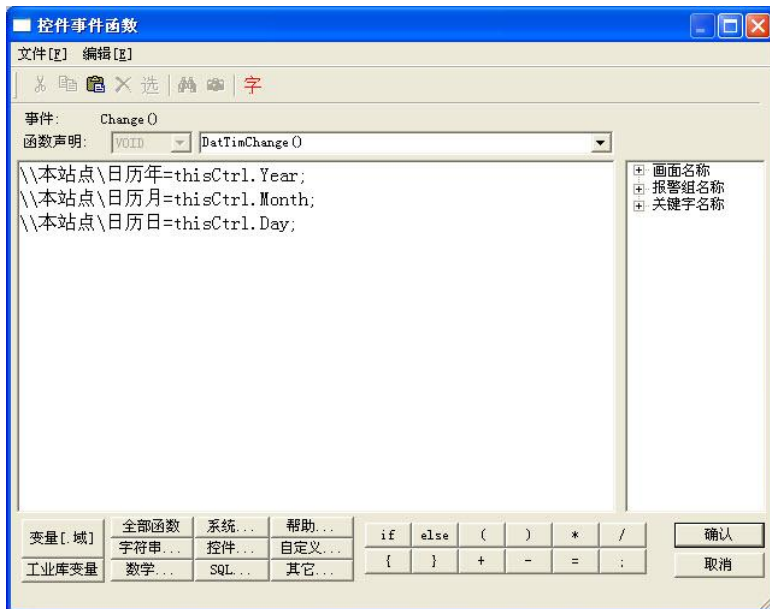 控件事件函数
文件[F] 编辑[E]
选 字
事件: Change()
函数声明: VOID DatTimChange()
\\本站点\日历年=thisCtrl.Year;
\\本站点\日历月=thisCtrl.Month;
\\本站点\日历日=thisCtrl.Day;
画面名称
报警组名称
关键字名称
变量[.域] 全部函数 系统... 帮助... if else ( ) * / 确认
字符串... 控件... 自定义...
工业库变量 数学... SQL... 其它... { } + - = ; 取消